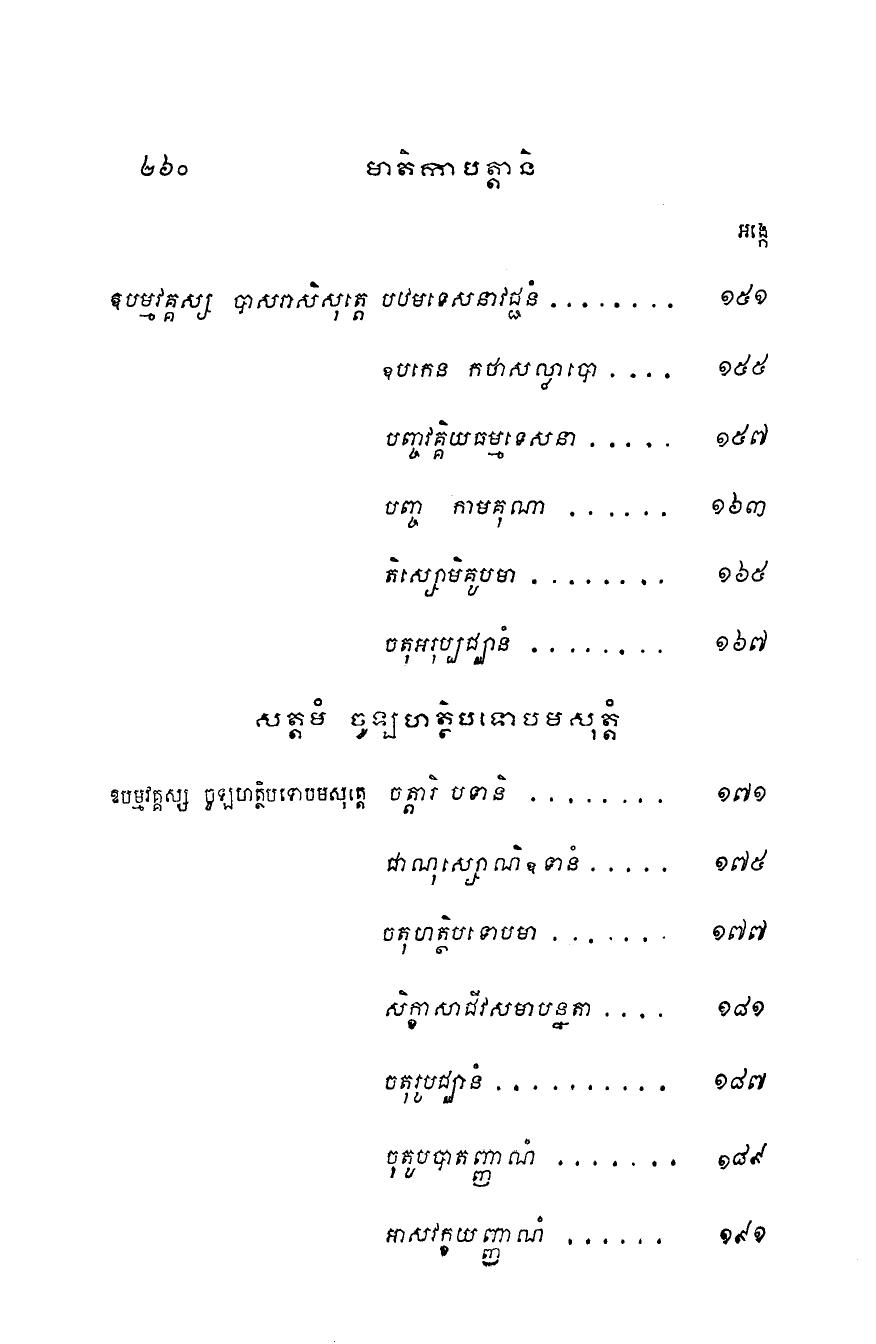 ២៦០ មាតិកាបត្តានិ
អង្កេ
ឧបម្មវគ្គស្ស បាសរាសិសុត្តេ បឋមទេសនាវជ្ជនំ . . . . . . . . ១៥១
ឧបកេន កថាសល្លាបោ . . . . ១៥៥
បញ្ចវគ្គិយធម្មទេសនា . . . . . ១៥៧
បញ្ច កាមគុណា . . . . . . ១៦៣
តិស្សោមិគូបមា . . . . . . . . ១៦៥
ចតុអរុប្បជ្ឈានំ . . . . . . . . ១៦៧
សត្តមំ ចូឡហត្ថិបទោបមសុត្តំ
ឧបម្មវគ្គស្ស ចូឡហត្ថិបទោបមសុត្តេ ចត្តារិ បទានិ . . . . . . . . ១៧១
ជាណុស្សោណិឧទានំ . . . . . ១៧៥
ចតុហត្ថិបទោបមា . . . . . . . ១៧៧
សិក្ខាសាជីវសមាបន្នតា . . . . ១៨១
ចតុរូបជ្ឈានំ . . . . . . . . . . ១៨៧
ចុតូបបាតញ្ញាណំ . . . . . . . ១៨៩
អាសវក្ខយញ្ញាណំ . . . . . . ១៩១